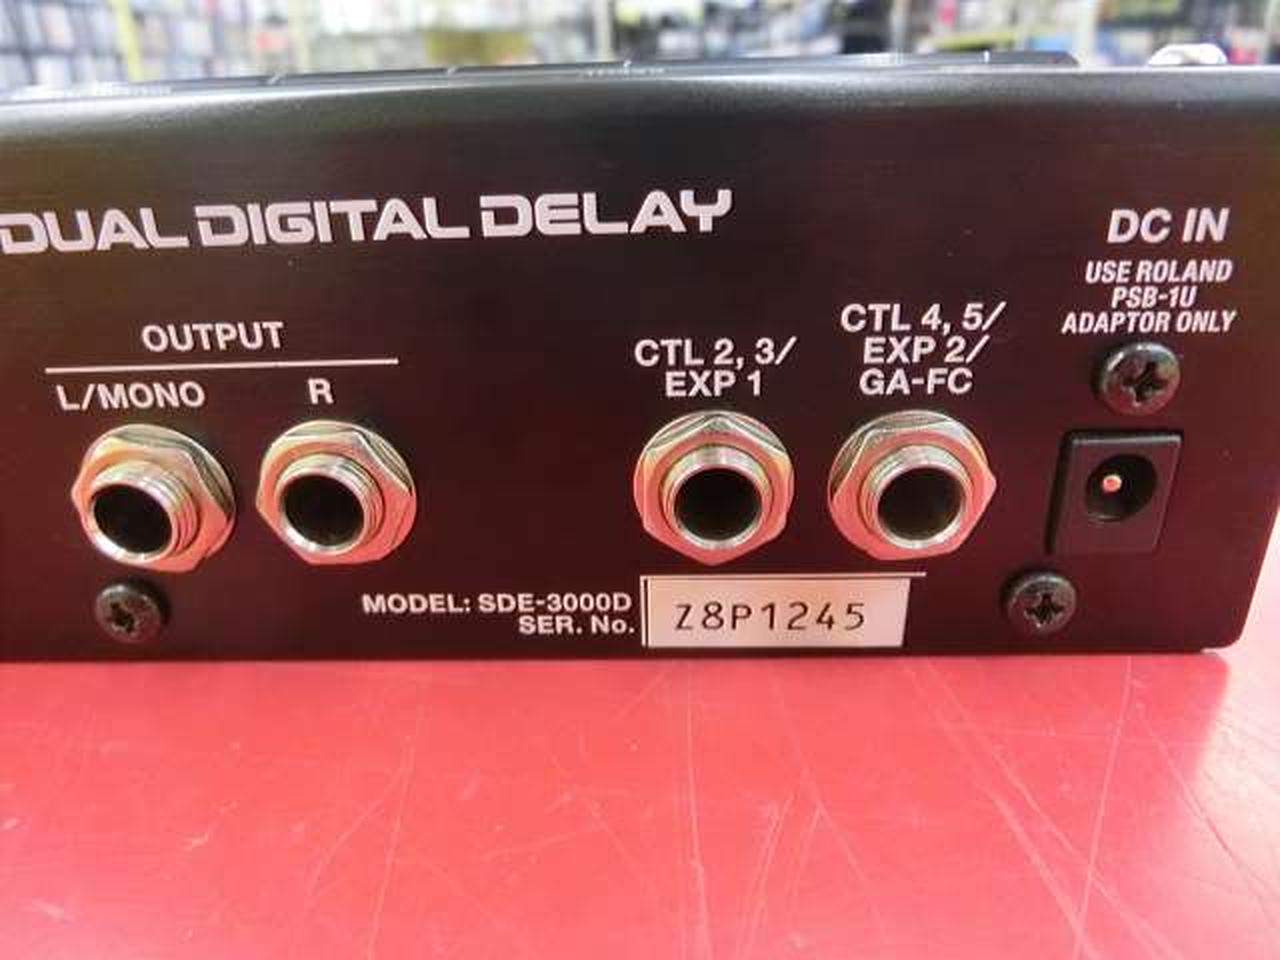 DUAL DIGITAL DELAY
DC IN
USE ROLAND
PSB-1U
ADAPTOR ONLY
OUTPUT
L/MONO R
CTL 2, 3/
EXP 1
CTL 4, 5/
EXP 2/
GA-FC
MODEL: SDE-3000D
SER. No. Z8P1245